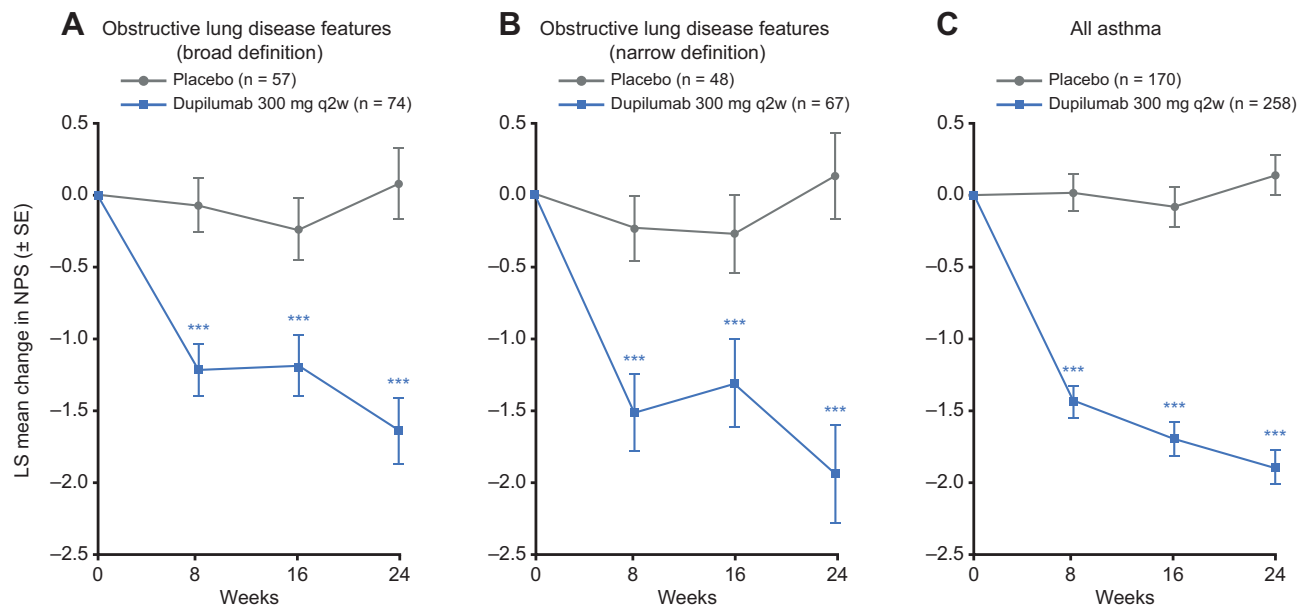 A Obstructive lung disease features
(broad definition)
Placebo (n = 57)
Dupilumab 300 mg q2w (n = 74)
LS mean change in NPS (± SE)
0.5
0.0
–0.5
–1.0
–1.5
–2.0
–2.5
***
***
***
0 8 16 24
Weeks
B Obstructive lung disease features
(narrow definition)
Placebo (n = 48)
Dupilumab 300 mg q2w (n = 67)
0.5
0.0
–0.5
–1.0
–1.5
–2.0
–2.5
***
***
***
0 8 16 24
Weeks
C All asthma
Placebo (n = 170)
Dupilumab 300 mg q2w (n = 258)
0.5
0.0
–0.5
–1.0
–1.5
–2.0
–2.5
***
***
***
0 8 16 24
Weeks